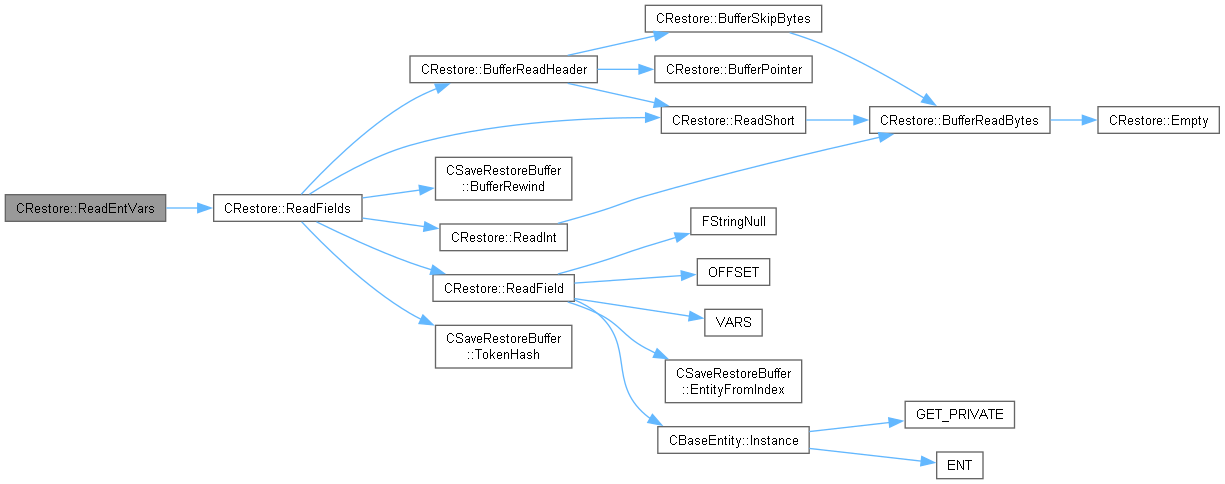 CRestore::ReadEntVars
CRestore::ReadFields
CRestore::BufferReadHeader
CRestore::BufferSkipBytes
CRestore::BufferPointer
CRestore::ReadShort
CRestore::BufferReadBytes
CRestore::Empty
CSaveRestoreBuffer
::BufferRewind
CRestore::ReadInt
CRestore::ReadField
FStringNull
OFFSET
VARS
CSaveRestoreBuffer
::EntityFromIndex
CBaseEntity::Instance
GET_PRIVATE
ENT
CSaveRestoreBuffer
::TokenHash